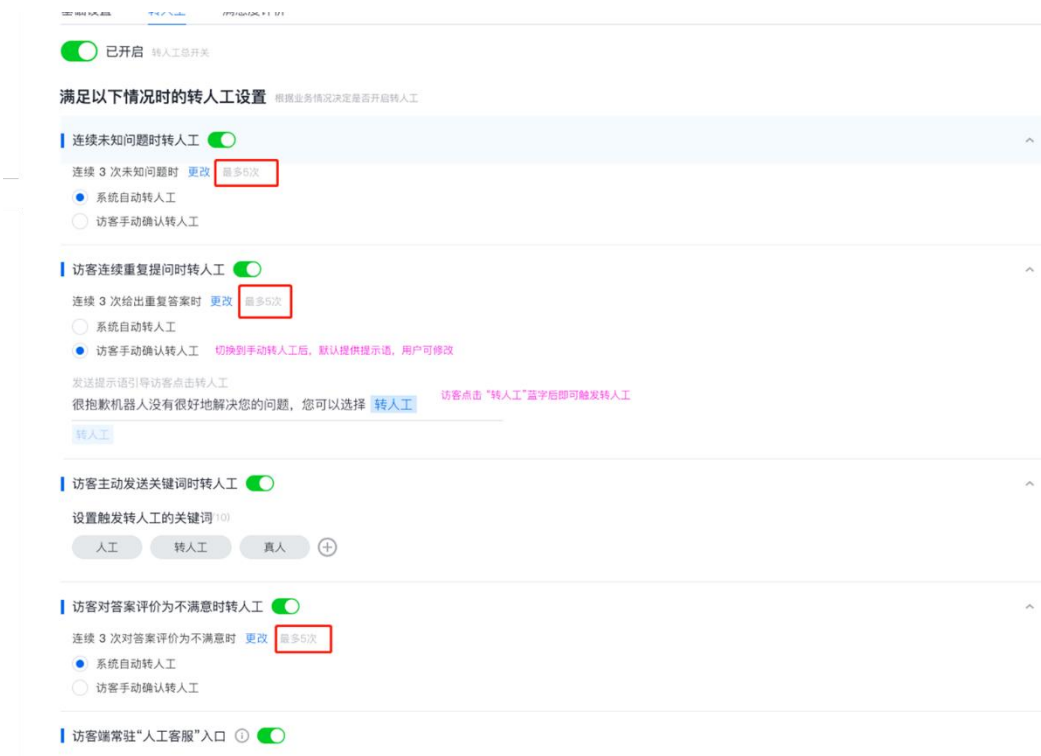 基础设置 转人工 满意度评价
已开启 转人工总开关
满足以下情况时的转人工设置 根据业务情况决定是否开启转人工
连续未知问题时转人工
连续 3 次未知问题时 更改 最多5次
系统自动转人工
访客手动确认转人工
访客连续重复提问时转人工
连续 3 次给出重复答案时 更改 最多5次
系统自动转人工
访客手动确认转人工 切换到手动转人工后，默认提供提示语，用户可修改
发送提示语引导访客点击转人工
访客点击 “转人工”蓝字后即可触发转人工
很抱歉机器人没有很好地解决您的问题，您可以选择 转人工
转人工
访客主动发送关键词时转人工
设置触发转人工的关键词(10)
人工 转人工 真人
访客对答案评价为不满意时转人工
连续 3 次对答案评价为不满意时 更改 最多5次
系统自动转人工
访客手动确认转人工
访客端常驻“人工客服”入口